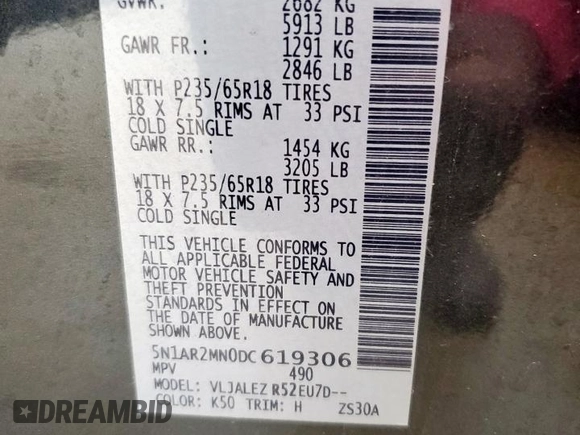 GVWR: 2682 KG
5913 LB
GAWR FR.: 1291 KG
2846 LB
WITH P235/65R18 TIRES
18 X 7.5 RIMS AT 33 PSI
COLD SINGLE
GAWR RR.: 1454 KG
3205 LB
WITH P235/65R18 TIRES
18 X 7.5 RIMS AT 33 PSI
COLD SINGLE
THIS VEHICLE CONFORMS TO
ALL APPLICABLE FEDERAL
MOTOR VEHICLE SAFETY AND
THEFT PREVENTION
STANDARDS IN EFFECT ON
THE DATE OF MANUFACTURE
SHOWN ABOVE.
5N1AR2MN0DC619306
MPV 490
MODEL: VLJALEZ R52EU7D--
COLOR: K50 TRIM: H ZS30A
DREAMBID